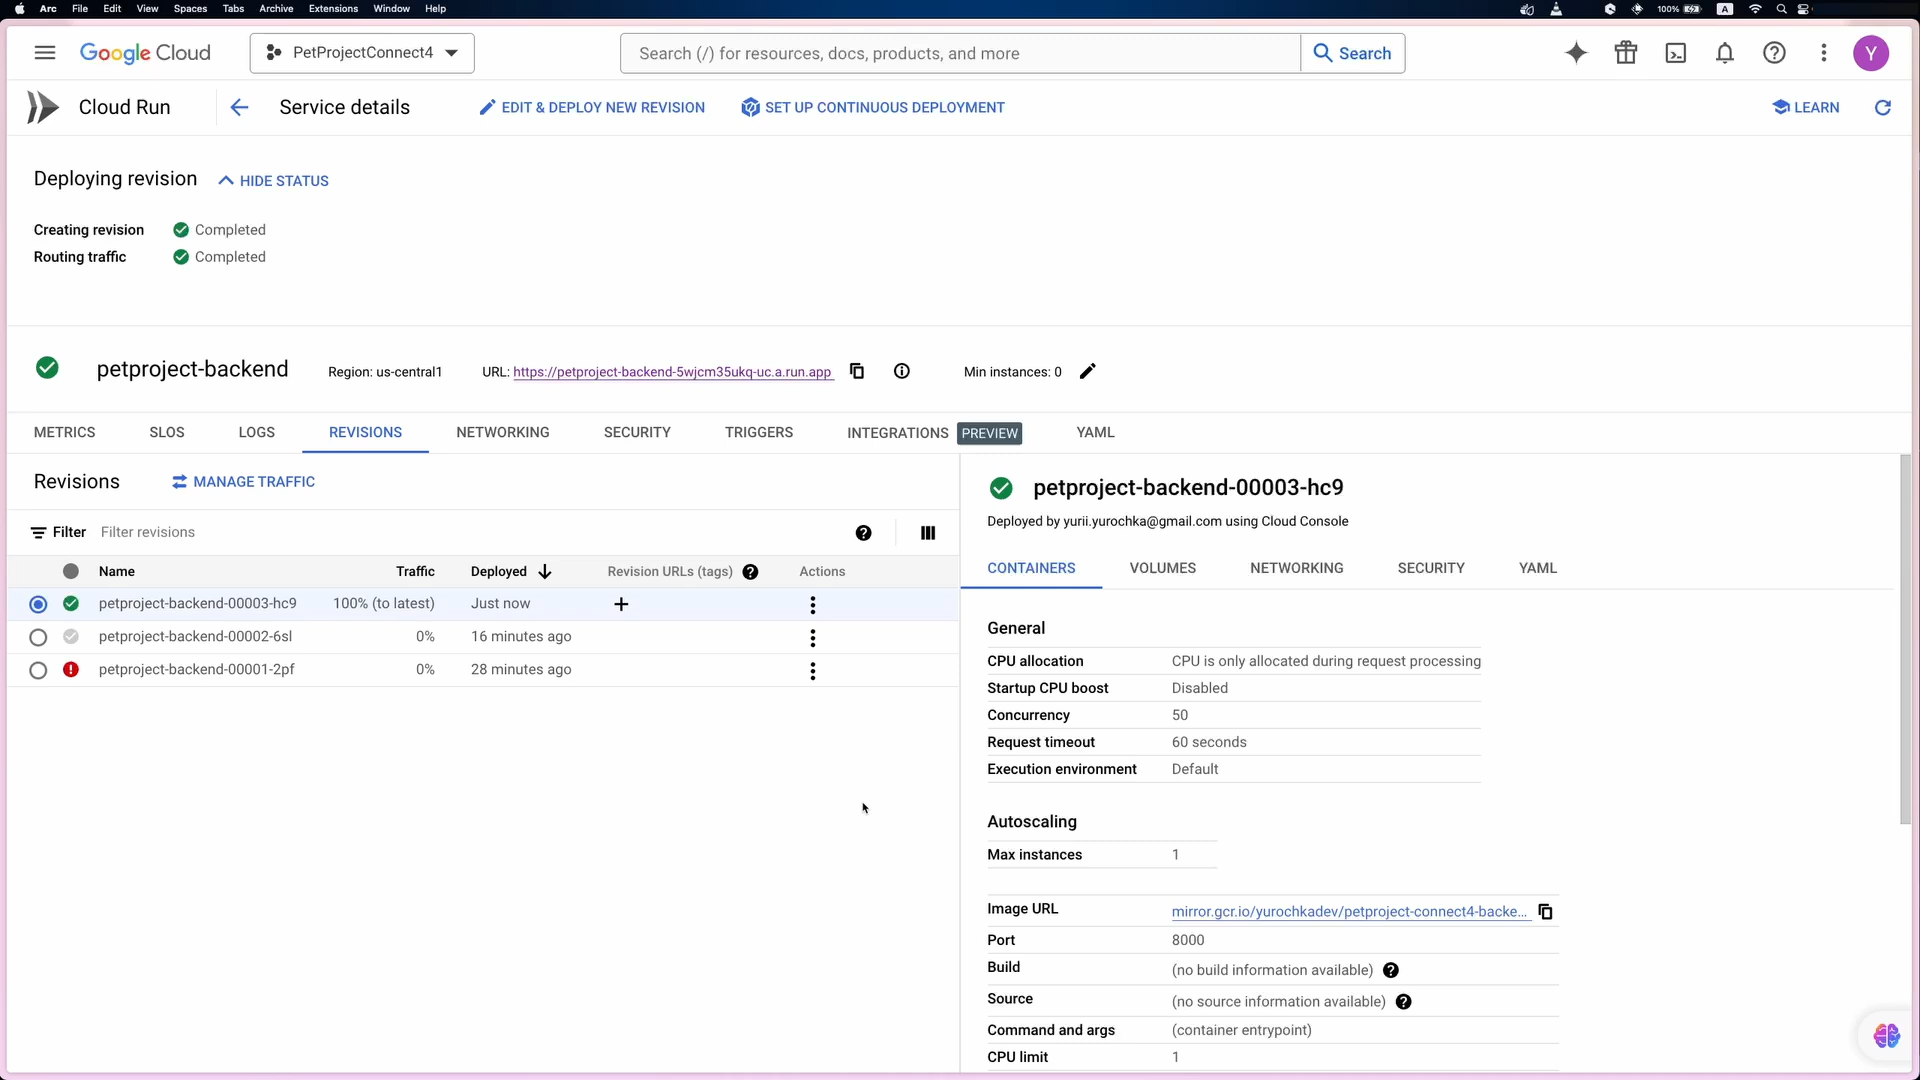 Arc File Edit View Spaces Tabs Archive Extensions Window Help 100% A
Google Cloud PetProjectConnect4 Search (/) for resources, docs, products, and more Search Y
Cloud Run Service details EDIT & DEPLOY NEW REVISION SET UP CONTINUOUS DEPLOYMENT LEARN
Deploying revision HIDE STATUS
Creating revision Completed
Routing traffic Completed
petproject-backend Region: us-central1 URL: https://petproject-backend-5wjcm35ukq-uc.a.run.app Min instances: 0
METRICS SLOS LOGS REVISIONS NETWORKING SECURITY TRIGGERS INTEGRATIONS PREVIEW YAML
Revisions MANAGE TRAFFIC
Filter Filter revisions
Name Traffic Deployed Revision URLs (tags) Actions
petproject-backend-00003-hc9 100% (to latest) Just now
petproject-backend-00002-6sl 0% 16 minutes ago
petproject-backend-00001-2pf 0% 28 minutes ago
petproject-backend-00003-hc9
Deployed by yurii.yurochka@gmail.com using Cloud Console
CONTAINERS VOLUMES NETWORKING SECURITY YAML
General
CPU allocation CPU is only allocated during request processing
Startup CPU boost Disabled
Concurrency 50
Request timeout 60 seconds
Execution environment Default
Autoscaling
Max instances 1
Image URL mirror.gcr.io/yurochkadev/petproject-connect4-backe...
Port 8000
Build (no build information available)
Source (no source information available)
Command and args (container entrypoint)
CPU limit 1